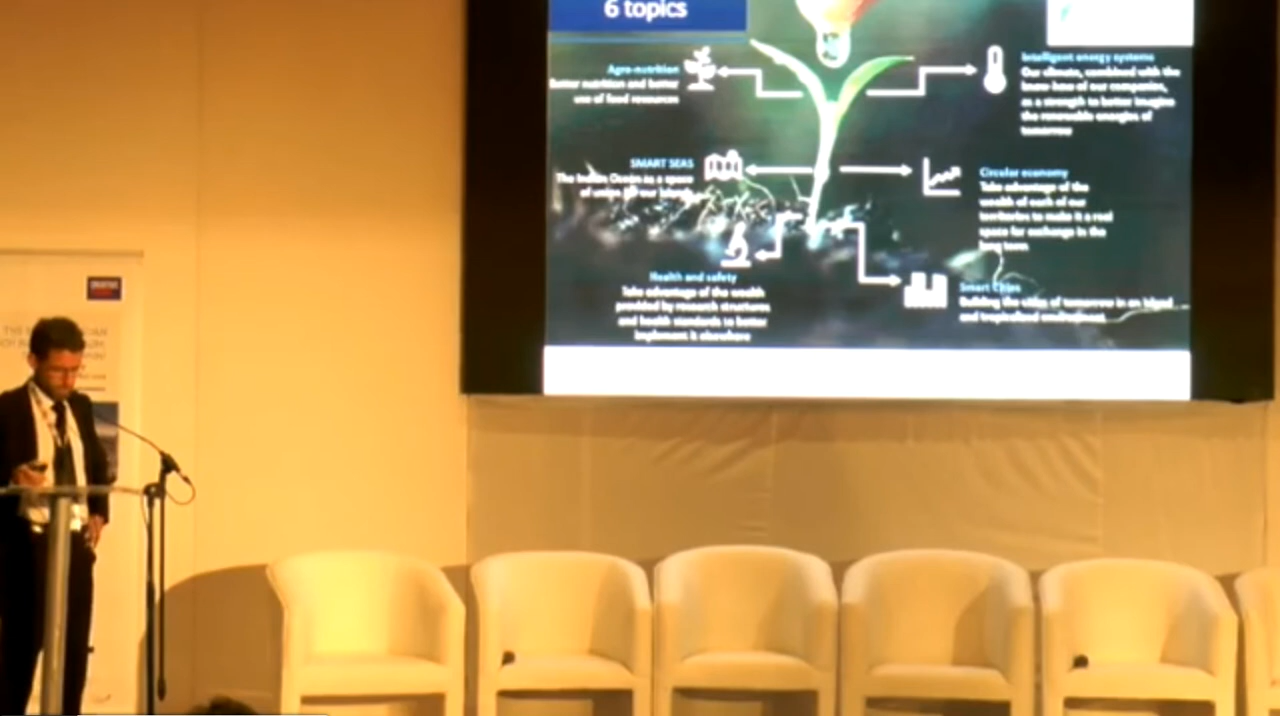 6 topics
Agro-nutrition
Better nutrition and better
use of food resources
Intelligent energy systems
Our climate, combined with the
know how of our companies,
as a strength to better imagine
the renewable energies of
tomorrow
SMART SEAS
The Indian Ocean as a space
of union for our islands
Circular economy
Take advantage of the
wealth of each of our
territories to make it a real
space for exchange in the
long term
Health and safety
Take advantage of the wealth
provided by research structures
and health standards to better
implement it elsewhere
Smart Cities
Building the cities of tomorrow in an island
and tropicalized environment